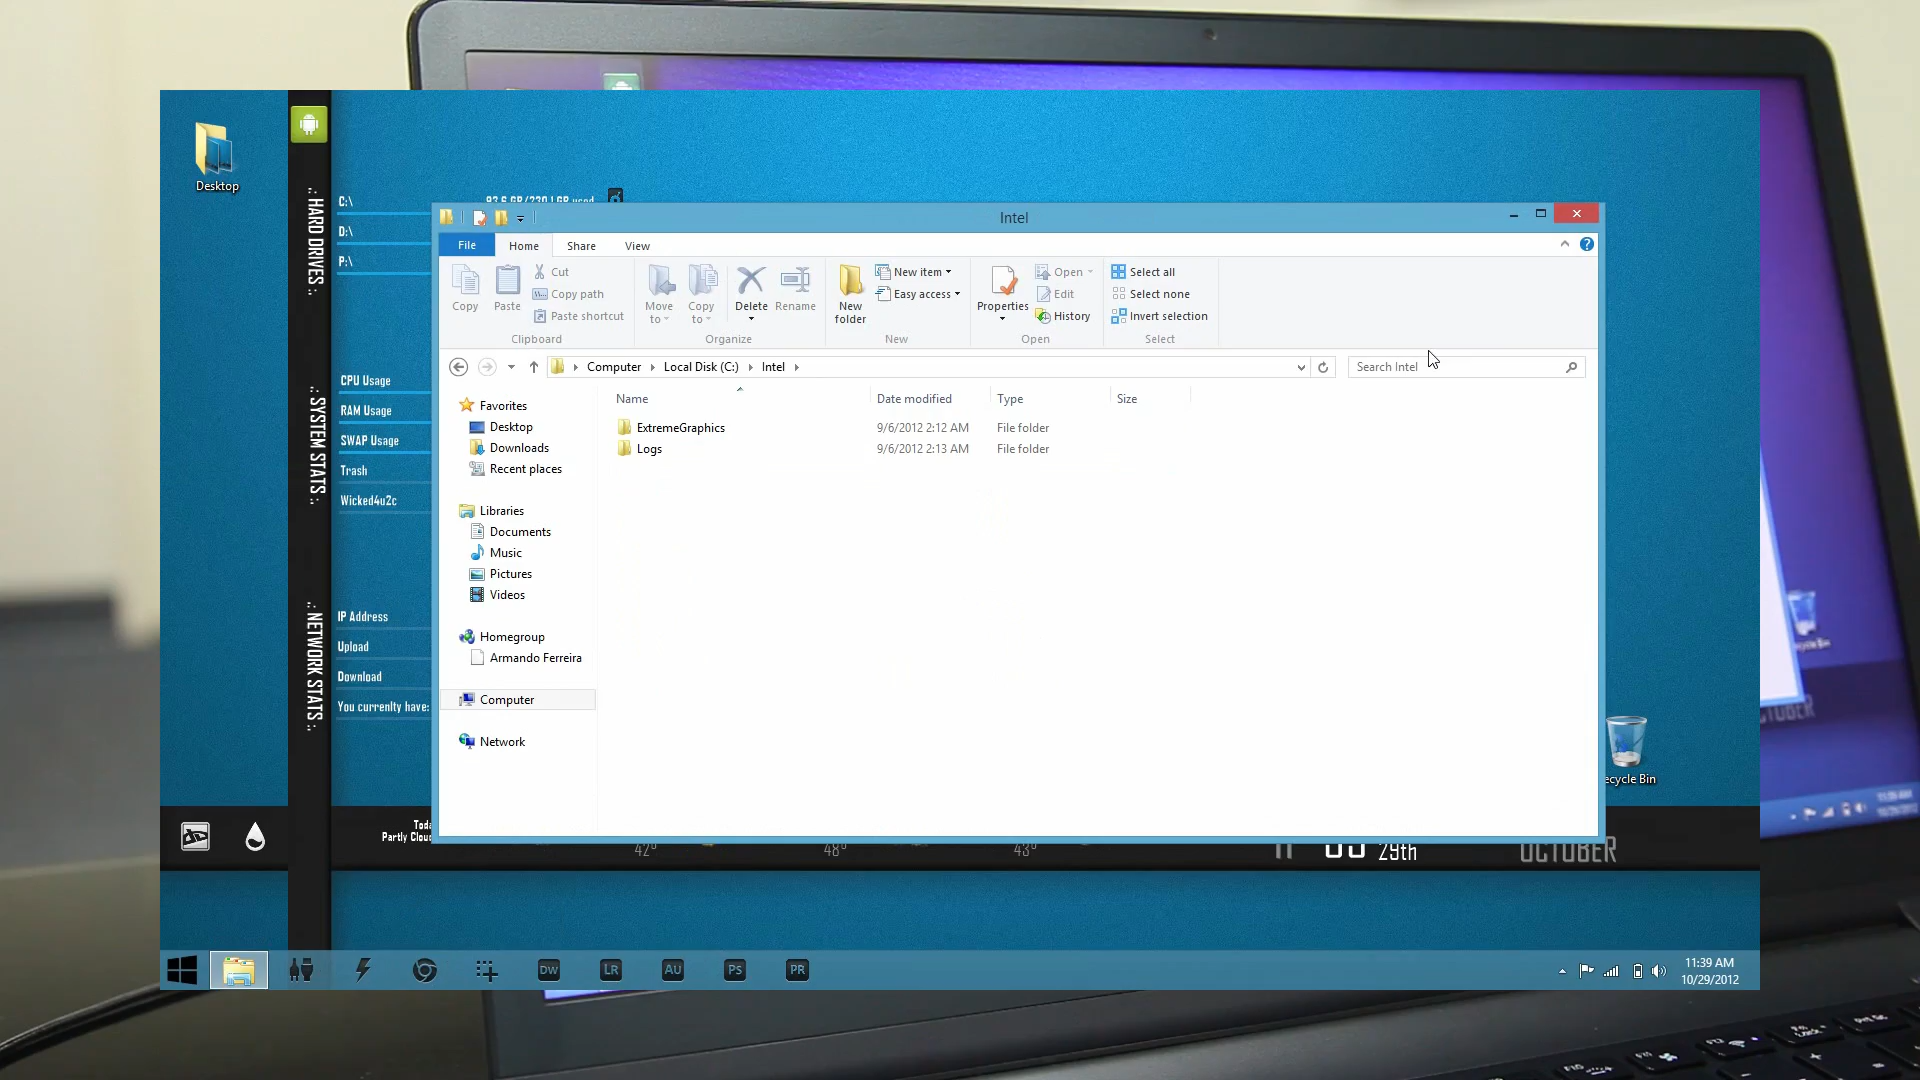 Desktop
.: HARD DRIVES :.
C:\
93.6 GB/230.1 GB used
D:\
P:\
.: SYSTEM STATS :.
CPU Usage
RAM Usage
SWAP Usage
Trash
Wicked4u2c
.: NETWORK STATS :.
IP Address
Upload
Download
You currenlty have:
Intel
File
Home
Share
View
Copy
Paste
Cut
Copy path
Paste shortcut
Clipboard
Move to
Copy to
Delete
Rename
Organize
New folder
New item
Easy access
New
Properties
Open
Edit
History
Open
Select all
Select none
Invert selection
Select
Computer
Local Disk (C:)
Intel
Search Intel
Name
Date modified
Type
Size
ExtremeGraphics
9/6/2012 2:12 AM
File folder
Logs
9/6/2012 2:13 AM
File folder
Favorites
Desktop
Downloads
Recent places
Libraries
Documents
Music
Pictures
Videos
Homegroup
Armando Ferreira
Computer
Network
ecycle Bin
Toda
Partly Clou
42°
48°
43°
29th
OCTOBER
DW
LR
AU
PS
PR
11:39 AM
10/29/2012